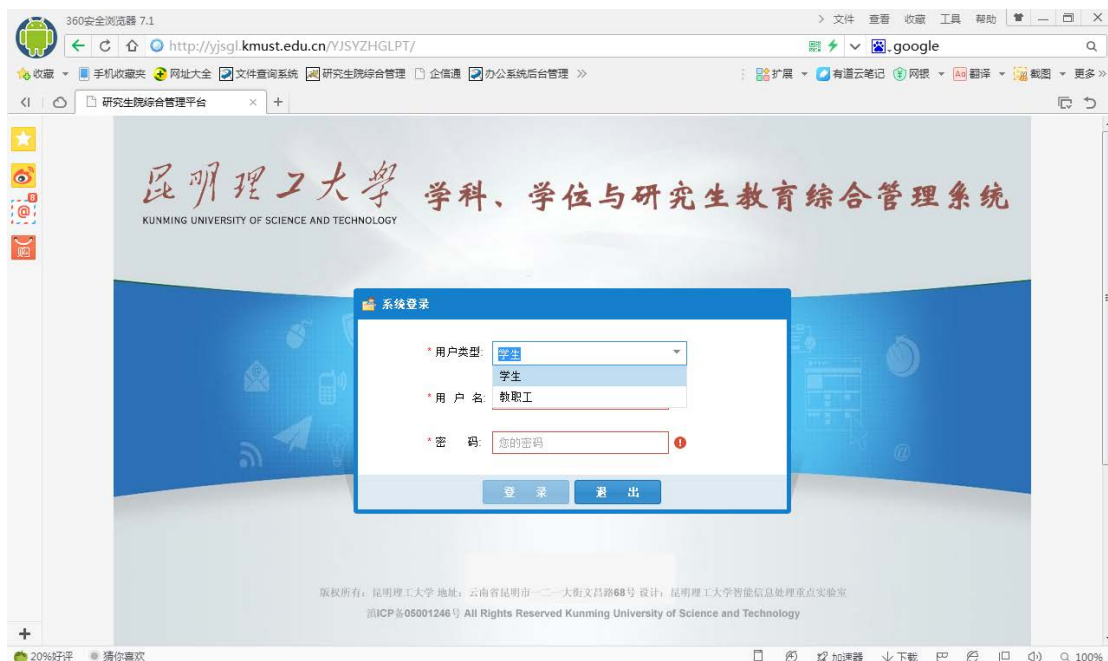 360安全浏览器 7.1
文件 查看 收藏 工具 帮助
http://yjsgl.kmust.edu.cn/YJSYZHGLPT/
google
收藏 手机收藏夹 网址大全 文件查询系统 研究生院综合管理 企信通 办公系统后台管理 »
扩展 有道云笔记 网银 翻译 截图 更多 »
研究生院综合管理平台
昆明理工大学
KUNMING UNIVERSITY OF SCIENCE AND TECHNOLOGY
学科、学位与研究生教育综合管理系统
系统登录
*用户类型: 学生
学生
教职工
*用 户 名:
*密 码: 您的密码
登 录 退 出
版权所有：昆明理工大学 地址：云南省昆明市一二一大街文昌路68号 设计：昆明理工大学智能信息处理重点实验室
滇ICP备05001246号 All Rights Reserved Kunming University of Science and Technology
20%好评 猜你喜欢
加速器 下载 100%